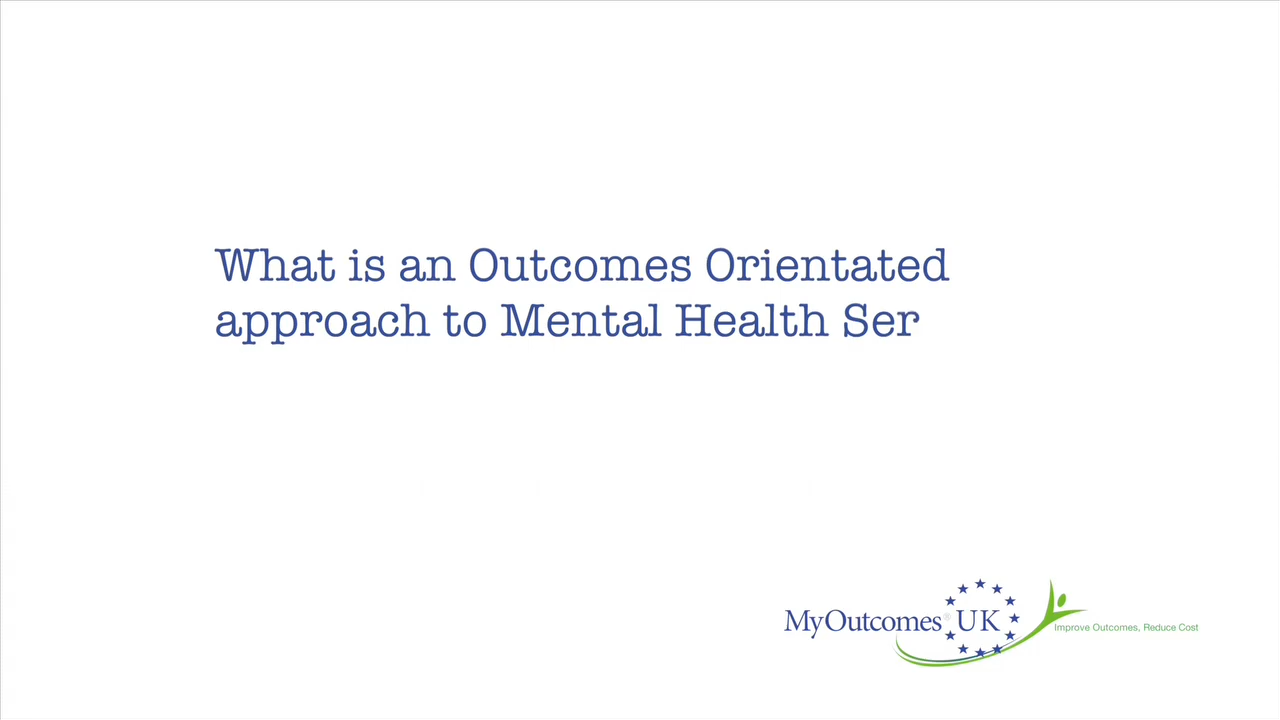 What is an Outcomes Orientated
approach to Mental Health Ser
MyOutcomes UK
Improve Outcomes, Reduce Cost